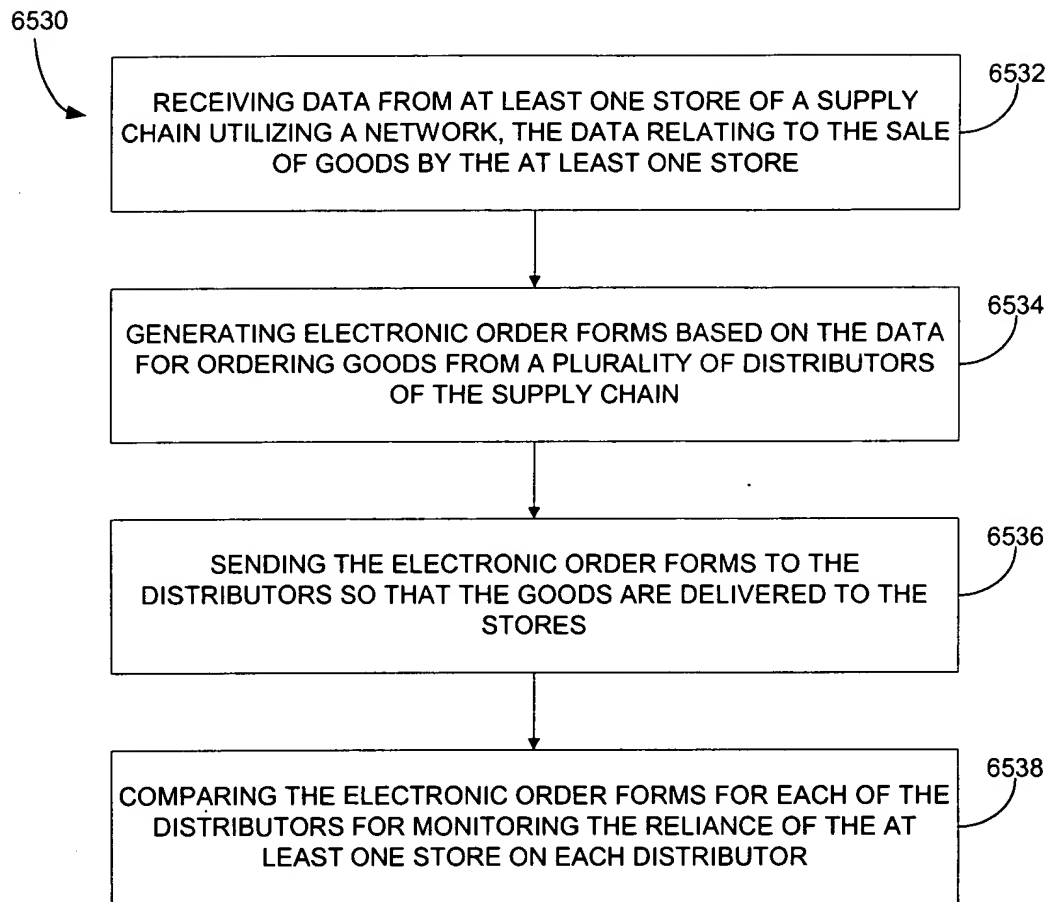 6530
6532
RECEIVING DATA FROM AT LEAST ONE STORE OF A SUPPLY
CHAIN UTILIZING A NETWORK, THE DATA RELATING TO THE SALE
OF GOODS BY THE AT LEAST ONE STORE
6534
GENERATING ELECTRONIC ORDER FORMS BASED ON THE DATA
FOR ORDERING GOODS FROM A PLURALITY OF DISTRIBUTORS
OF THE SUPPLY CHAIN
6536
SENDING THE ELECTRONIC ORDER FORMS TO THE
DISTRIBUTORS SO THAT THE GOODS ARE DELIVERED TO THE
STORES
6538
COMPARING THE ELECTRONIC ORDER FORMS FOR EACH OF THE
DISTRIBUTORS FOR MONITORING THE RELIANCE OF THE AT
LEAST ONE STORE ON EACH DISTRIBUTOR